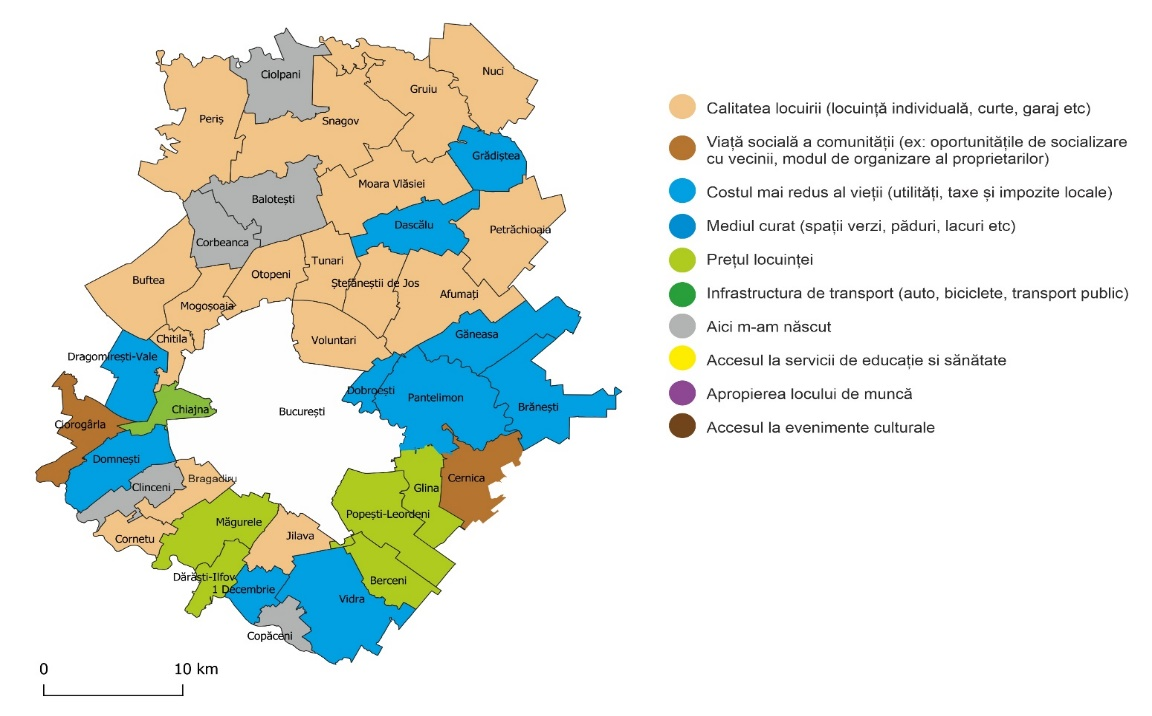 Ciolpani
Nuci
Gruiu
Periș
Snagov
Grădiștea
Moara Vlăsiei
Balotești
Dascălu
Petrăchioaia
Corbeanca
Tunari
Otopeni
Buftea
Ștefăneștii de Jos
Afumați
Mogoșoaia
Găneasa
Chitila
Voluntari
Dragomirești-Vale
Dobroești
Pantelimon
Brănești
Chiajna
București
Ciorogârla
Domnești
Clinceni
Bragadiru
Cernica
Glina
Popești-Leordeni
Măgurele
Jilava
Cornetu
Dărăști-Ilfov
1 Decembrie
Berceni
Vidra
Copăceni
0 10 km
Calitatea locuirii (locuință individuală, curte, garaj etc)
Viață socială a comunității (ex: oportunitățile de socializare
cu vecinii, modul de organizare al proprietarilor)
Costul mai redus al vieții (utilități, taxe și impozite locale)
Mediul curat (spații verzi, păduri, lacuri etc)
Prețul locuinței
Infrastructura de transport (auto, biciclete, transport public)
Aici m-am născut
Accesul la servicii de educație si sănătate
Apropierea locului de muncă
Accesul la evenimente culturale